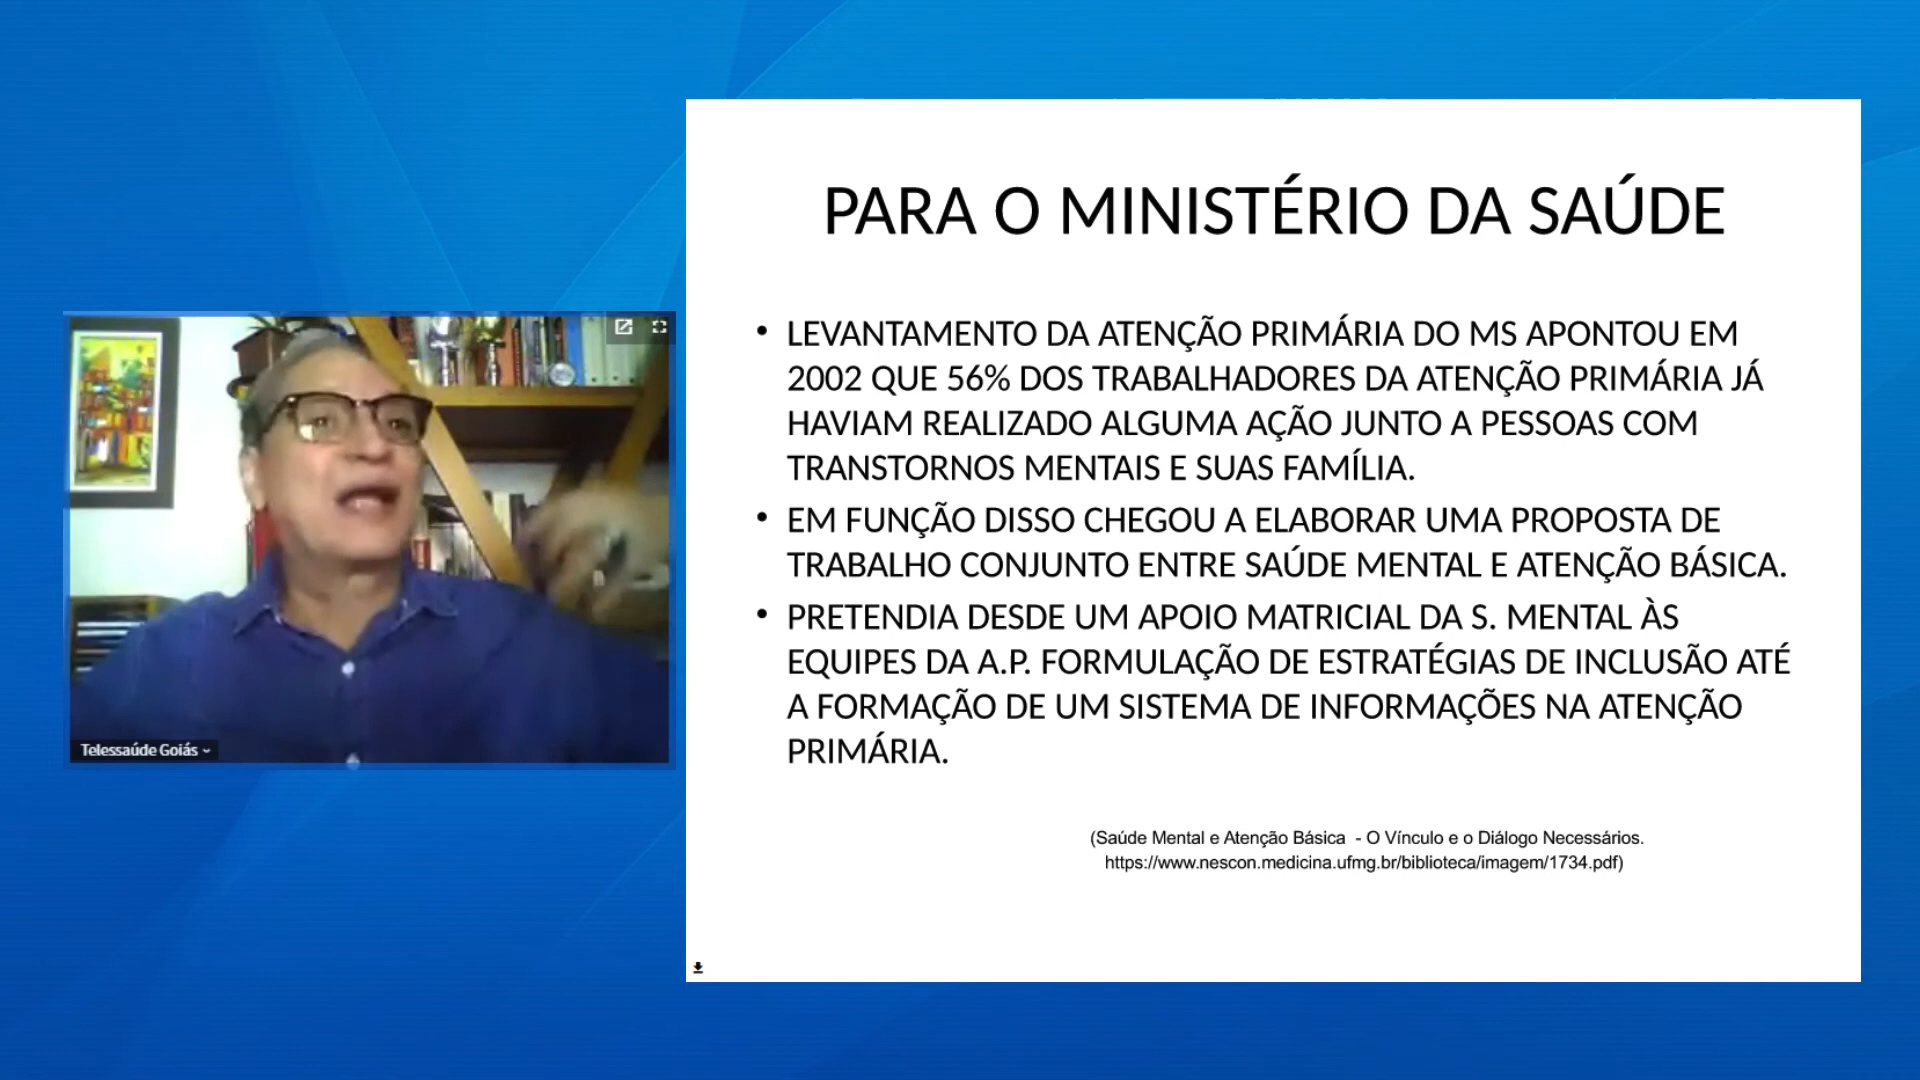 PARA O MINISTÉRIO DA SAÚDE
• LEVANTAMENTO DA ATENÇÃO PRIMÁRIA DO MS APONTOU EM
2002 QUE 56% DOS TRABALHADORES DA ATENÇÃO PRIMÁRIA JÁ
HAVIAM REALIZADO ALGUMA AÇÃO JUNTO A PESSOAS COM
TRANSTORNOS MENTAIS E SUAS FAMÍLIA.
• EM FUNÇÃO DISSO CHEGOU A ELABORAR UMA PROPOSTA DE
TRABALHO CONJUNTO ENTRE SAÚDE MENTAL E ATENÇÃO BÁSICA.
• PRETENDIA DESDE UM APOIO MATRICIAL DA S. MENTAL ÀS
EQUIPES DA A.P. FORMULAÇÃO DE ESTRATÉGIAS DE INCLUSÃO ATÉ
A FORMAÇÃO DE UM SISTEMA DE INFORMAÇÕES NA ATENÇÃO
PRIMÁRIA.
(Saúde Mental e Atenção Básica - O Vínculo e o Diálogo Necessários.
https://www.nescon.medicina.ufmg.br/biblioteca/imagem/1734.pdf)
Telessaúde Goiás